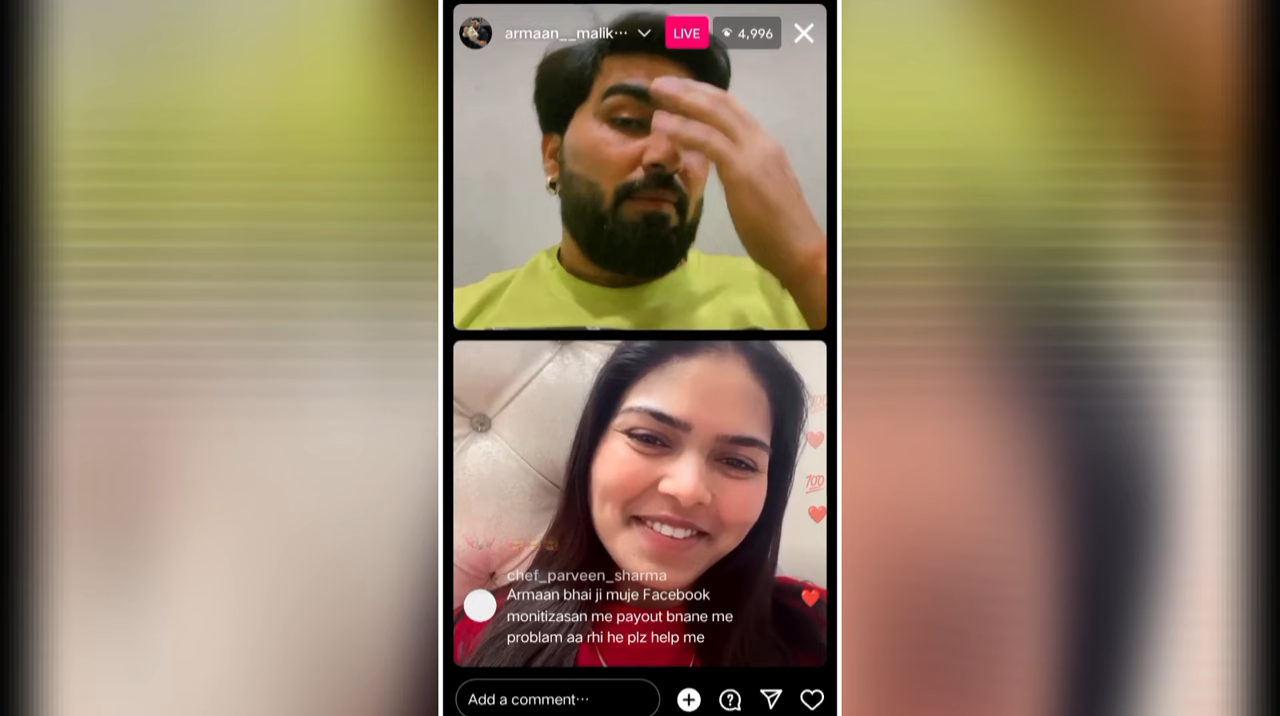 armaan__malik...
LIVE
4,996
chef_parveen_sharma
Armaan bhai ji muje Facebook
monitizasan me payout bnane me
problam aa rhi he plz help me
Add a comment...